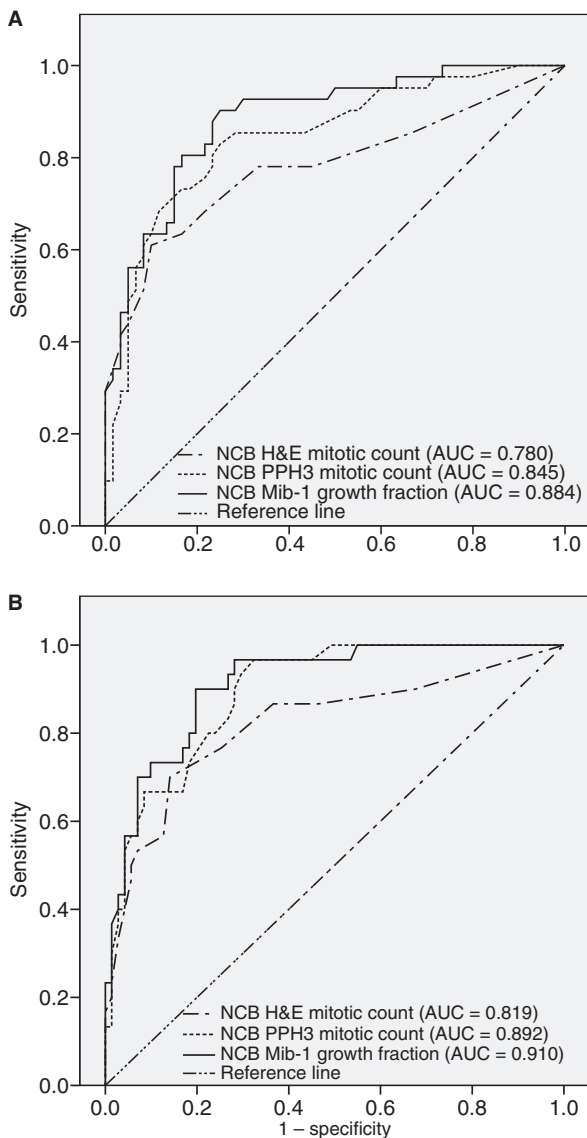 A
1.0
0.8
0.6
0.4
0.2
0.0
Sensitivity
NCB H&E mitotic count (AUC = 0.780)
NCB PPH3 mitotic count (AUC = 0.845)
NCB Mib-1 growth fraction (AUC = 0.884)
Reference line
0.0 0.2 0.4 0.6 0.8 1.0
B
1.0
0.8
0.6
0.4
0.2
0.0
Sensitivity
NCB H&E mitotic count (AUC = 0.819)
NCB PPH3 mitotic count (AUC = 0.892)
NCB Mib-1 growth fraction (AUC = 0.910)
Reference line
0.0 0.2 0.4 0.6 0.8 1.0
1 – specificity